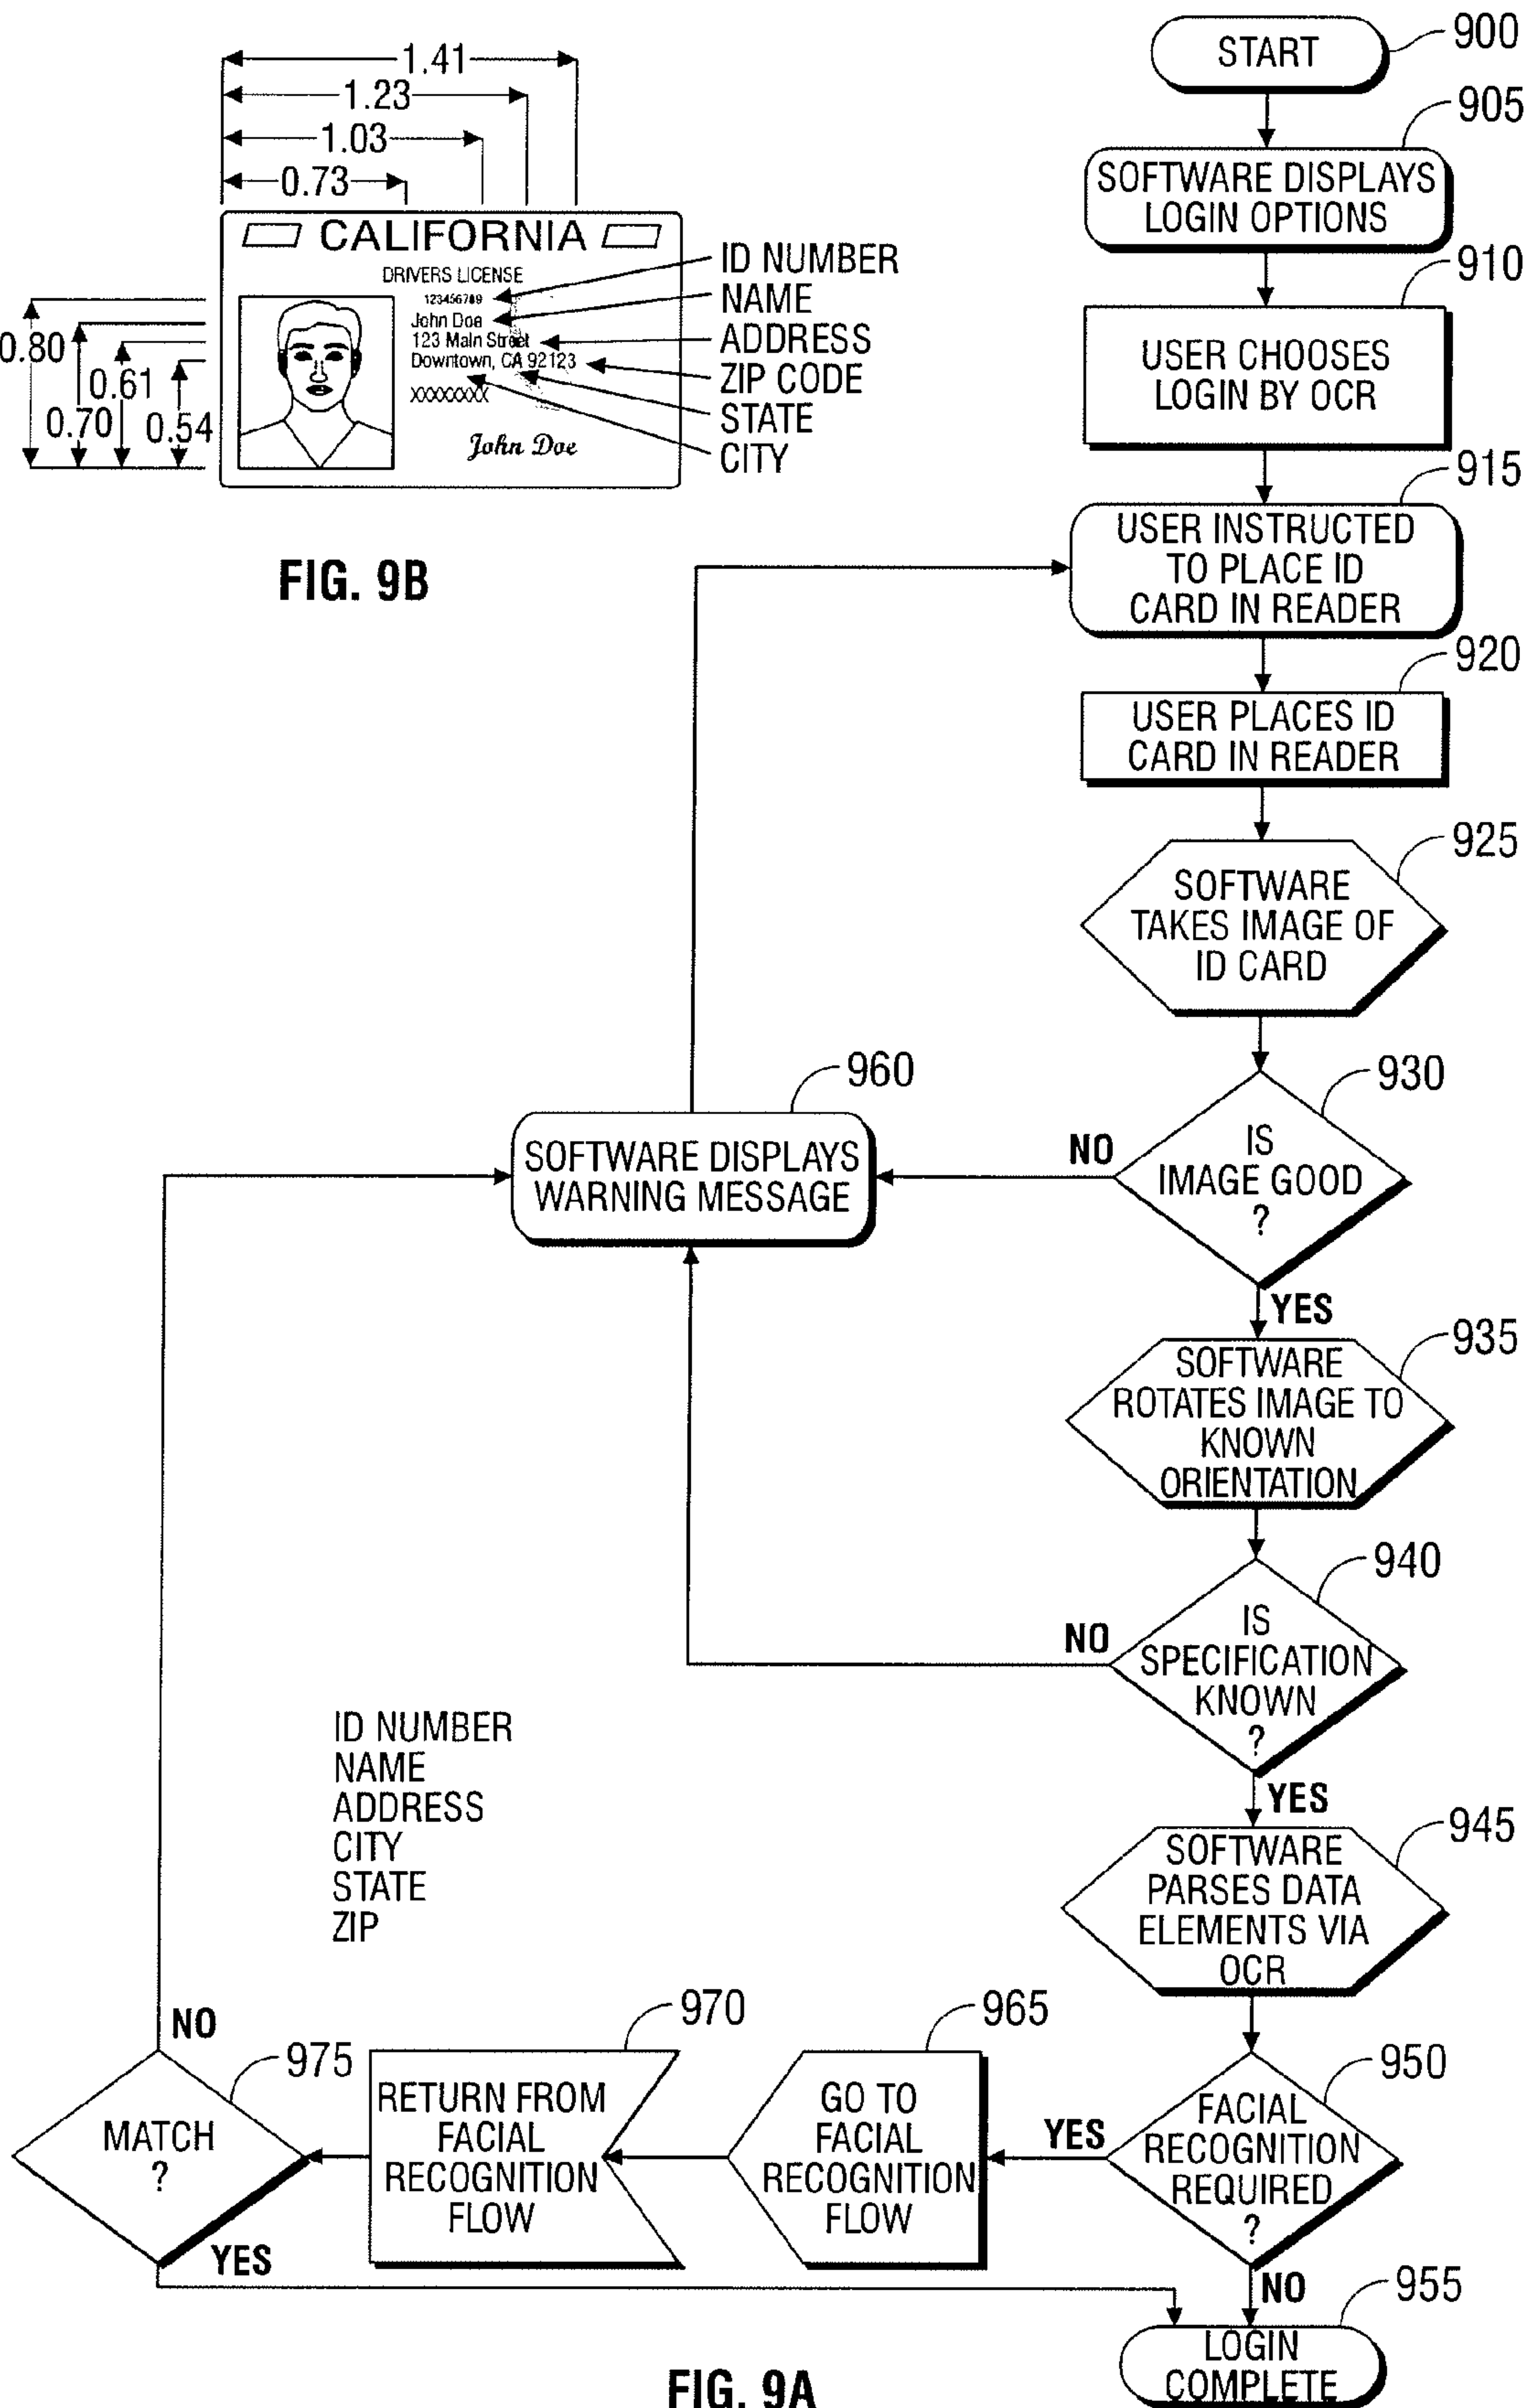 1.41
1.23
1.03
0.73
CALIFORNIA
DRIVERS LICENSE
123456789
John Doe
123 Main Street
Downtown, CA 92123
XXXXXXXX
John Doe
ID NUMBER
NAME
ADDRESS
ZIP CODE
STATE
CITY
0.80
0.70
0.61
0.54
FIG. 9B
START
900
905
SOFTWARE DISPLAYS
LOGIN OPTIONS
910
USER CHOOSES
LOGIN BY OCR
915
USER INSTRUCTED
TO PLACE ID
CARD IN READER
920
USER PLACES ID
CARD IN READER
925
SOFTWARE
TAKES IMAGE OF
ID CARD
930
IS
IMAGE GOOD
?
NO
YES
960
SOFTWARE DISPLAYS
WARNING MESSAGE
935
SOFTWARE
ROTATES IMAGE TO
KNOWN
ORIENTATION
940
IS
SPECIFICATION
KNOWN
?
NO
YES
945
SOFTWARE
PARSES DATA
ELEMENTS VIA
OCR
ID NUMBER
NAME
ADDRESS
CITY
STATE
ZIP
950
FACIAL
RECOGNITION
REQUIRED
?
YES
NO
965
GO TO
FACIAL
RECOGNITION
FLOW
970
RETURN FROM
FACIAL
RECOGNITION
FLOW
975
MATCH
?
NO
YES
955
LOGIN
COMPLETE
FIG. 9A